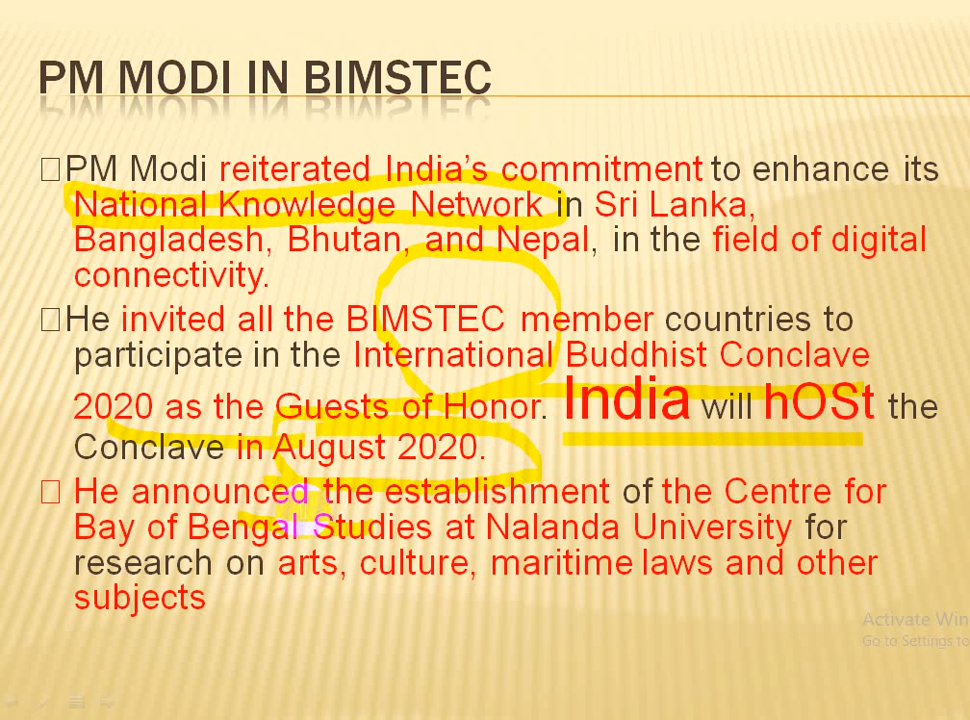 PM MODI IN BIMSTEC
PM Modi reiterated India's commitment to enhance its
National Knowledge Network in Sri Lanka,
Bangladesh, Bhutan, and Nepal, in the field of digital
connectivity.
He invited all the BIMSTEC member countries to
participate in the International Buddhist Conclave
2020 as the Guests of Honor. India will hOSt the
Conclave in August 2020.
He announced the establishment of the Centre for
Bay of Bengal Studies at Nalanda University for
research on arts, culture, maritime laws and other
subjects
Activate Win
Go to Settings to